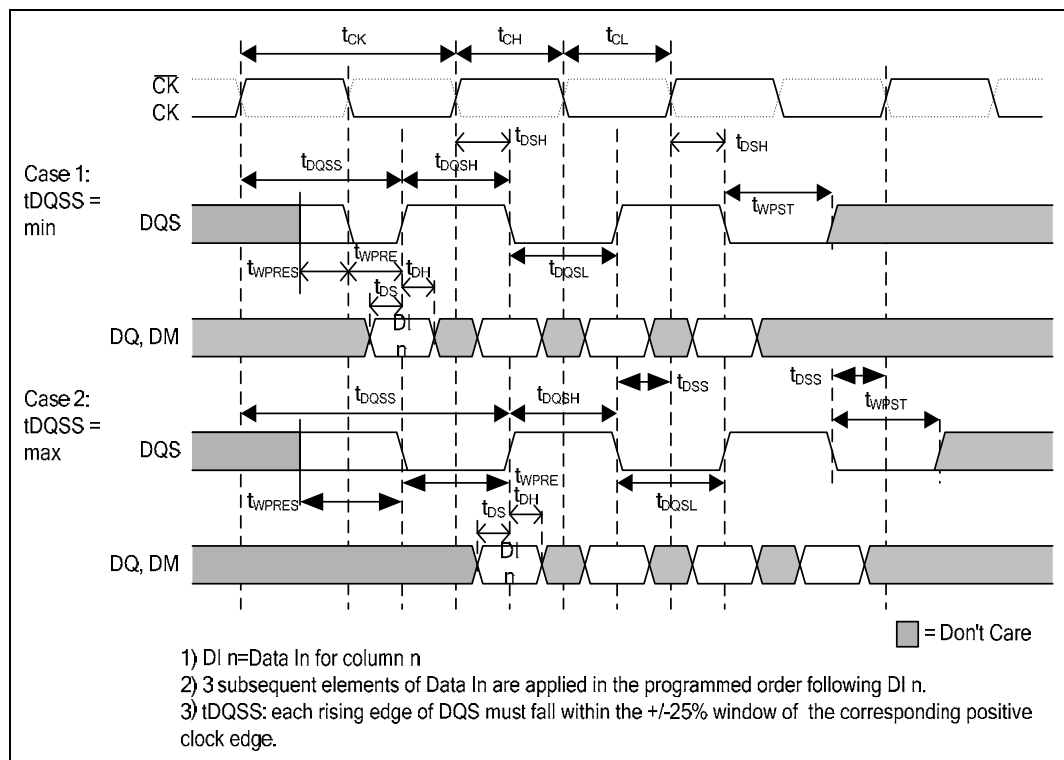 tCK tCH tCL
CK
CK
tDSH tDSH
tDQSS tDQSH
Case 1:
tDQSS =
min
DQS
tWPST
tWPRES tWPRE tDH tDQSL
tDS
DI
n
DQ, DM
tDSS tDSS
Case 2:
tDQSS =
max
tDQSS tDQSH tWPST
DQS
tWPRES tWPRE
tDS tDH tDQSL
DI
n
DQ, DM
= Don't Care
1) DI n=Data In for column n
2) 3 subsequent elements of Data In are applied in the programmed order following DI n.
3) tDQSS: each rising edge of DQS must fall within the +/-25% window of the corresponding positive
clock edge.